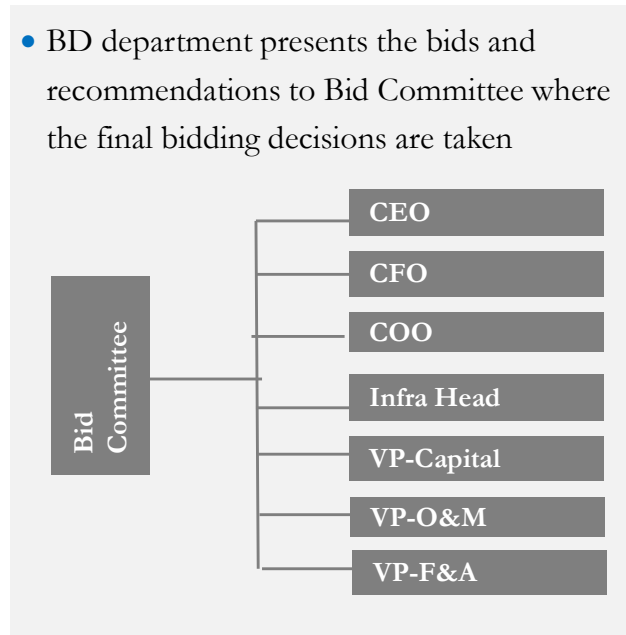 • BD department presents the bids and
recommendations to Bid Committee where
the final bidding decisions are taken
Bid
Committee
CEO
CFO
COO
Infra Head
VP-Capital
VP-O&M
VP-F&A